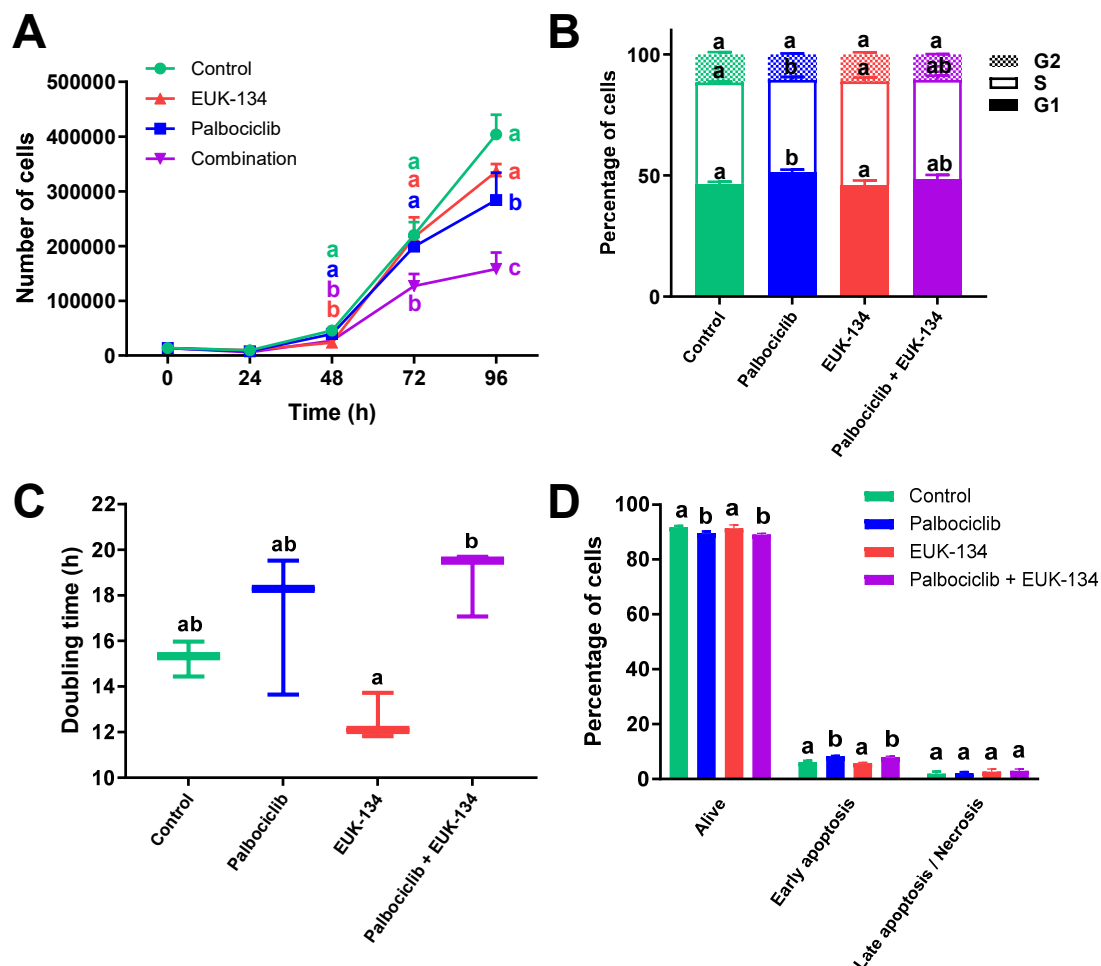 A
Control
EUK-134
Palbociclib
Combination
Number of cells
500000
400000
300000
200000
100000
0
a
a
b
b
a
a
a
b
a
a
b
c
0 24 48 72 96
Time (h)
B
Percentage of cells
100
50
0
a a a a
a b a ab
a b a ab
G2
S
G1
Control
Palbociclib
EUK-134
Palbociclib + EUK-134
C
Doubling time (h)
22
20
18
16
14
12
10
ab
ab
a
b
Control
Palbociclib
EUK-134
Palbociclib + EUK-134
D
Percentage of cells
100
80
60
40
20
0
a b a b
a b a b
a a a a
Control
Palbociclib
EUK-134
Palbociclib + EUK-134
Alive
Early apoptosis
Late apoptosis / Necrosis